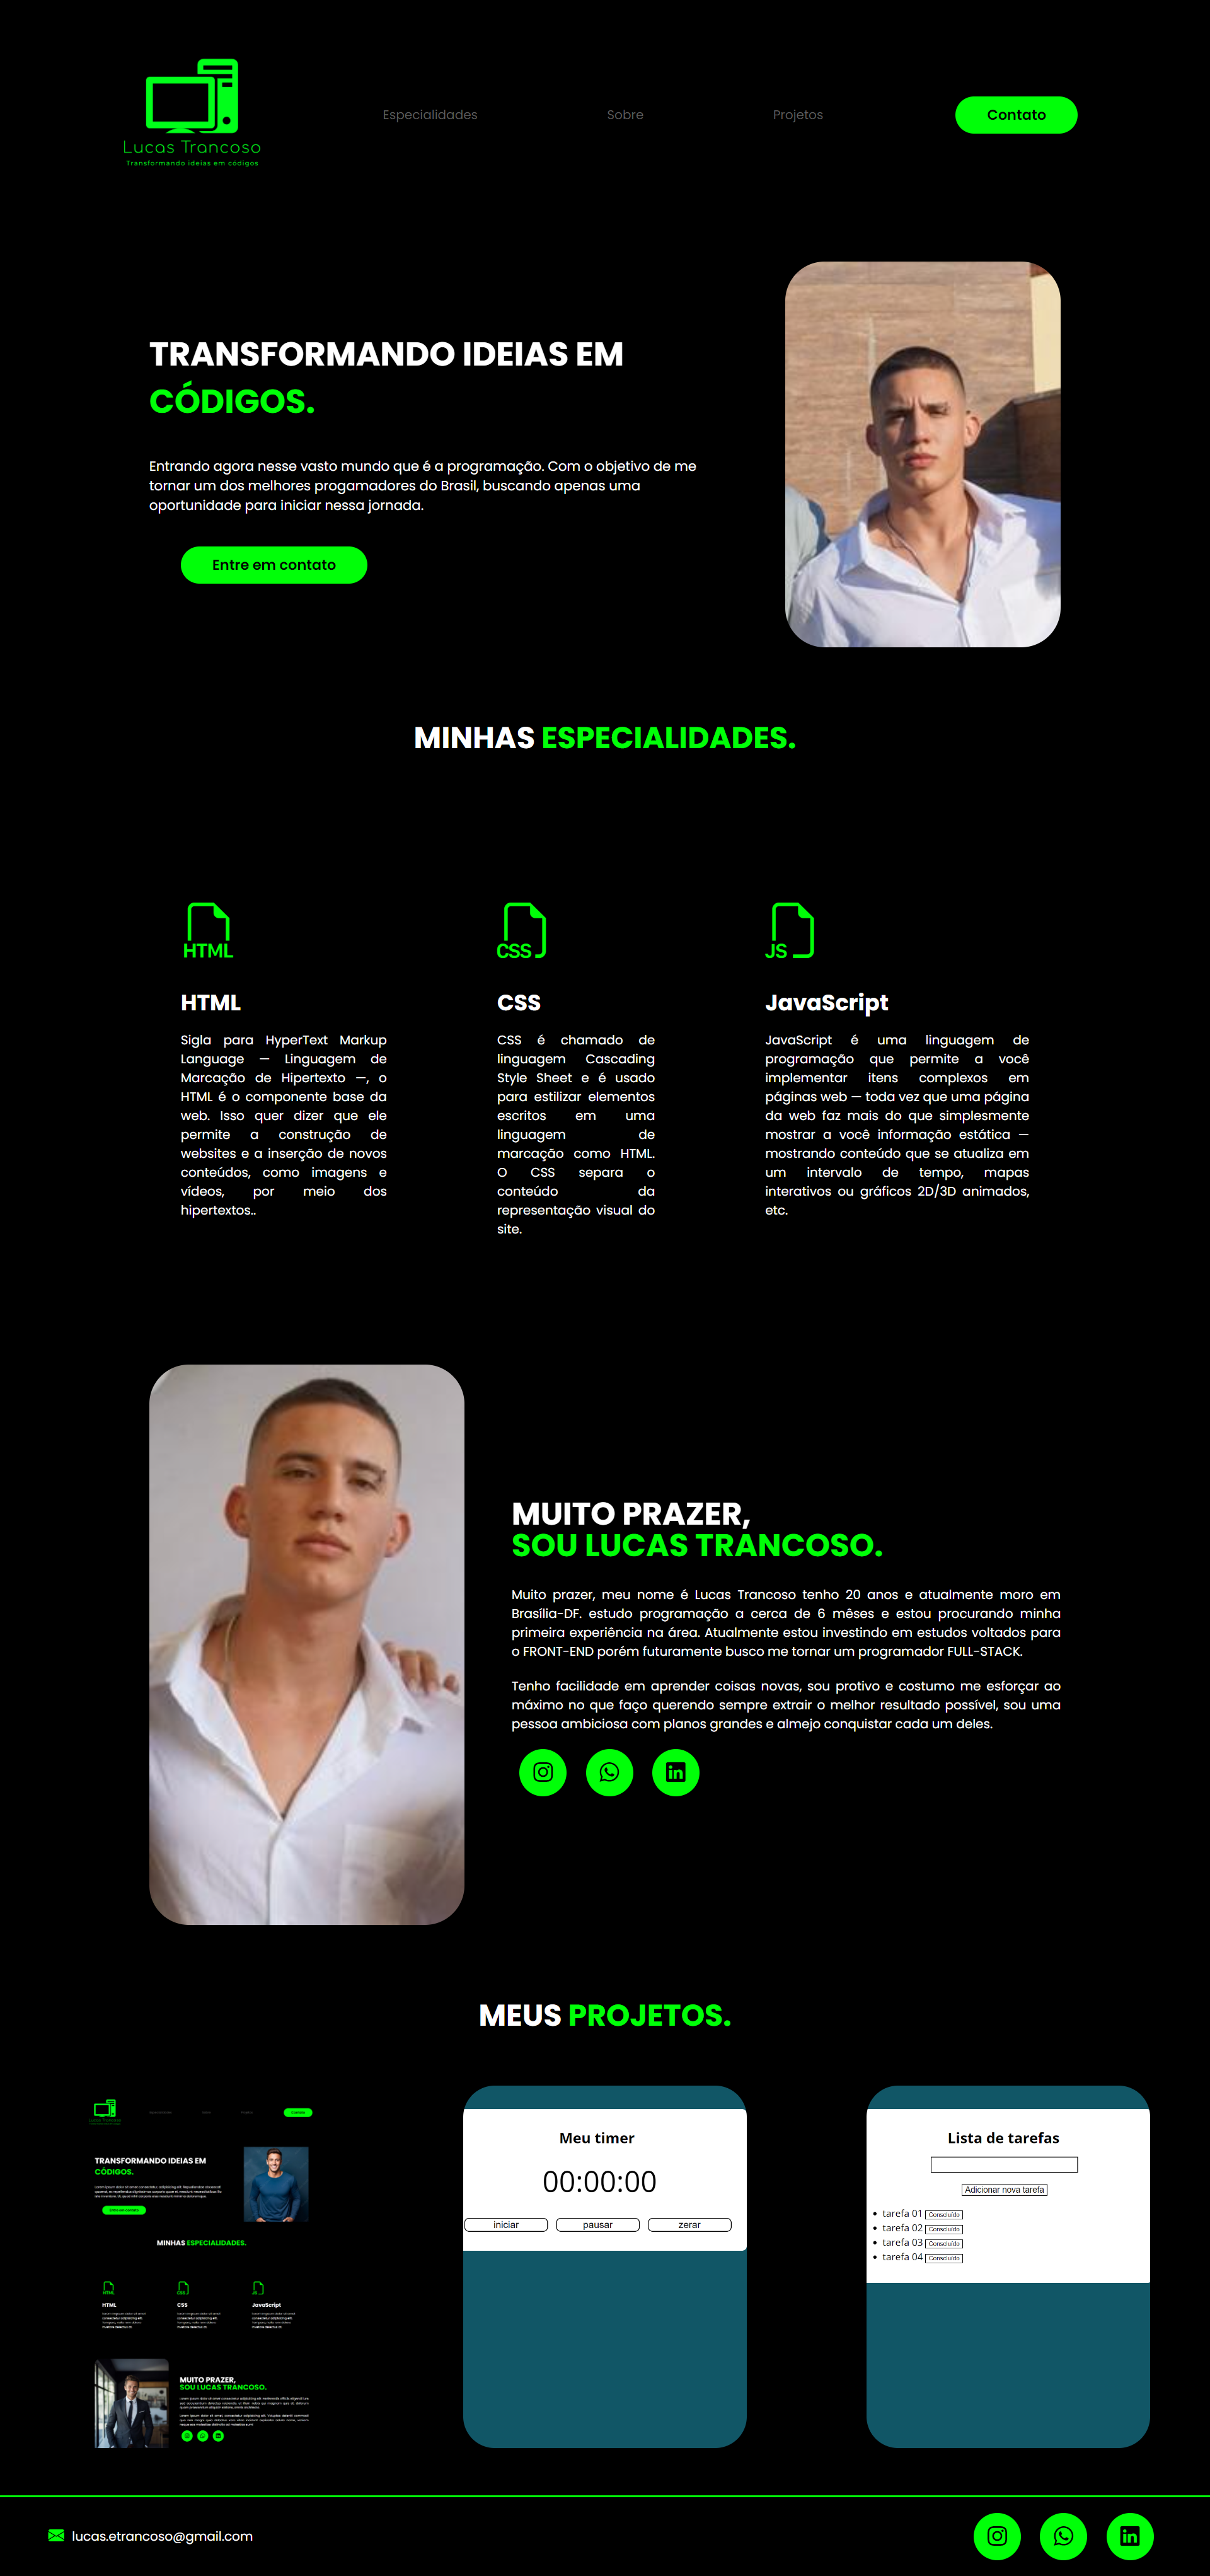 Lucas Trancoso
Transformando ideias em códigos
Especialidades
Sobre
Projetos
Contato
TRANSFORMANDO IDEIAS EM
CÓDIGOS.
Entrando agora nesse vasto mundo que é a programação. Com o objetivo de me
tornar um dos melhores progamadores do Brasil, buscando apenas uma
oportunidade para iniciar nessa jornada.
Entre em contato
MINHAS ESPECIALIDADES.
HTML
HTML
Sigla para HyperText Markup
Language — Linguagem de
Marcação de Hipertexto —, o
HTML é o componente base da
web. Isso quer dizer que ele
permite a construção de
websites e a inserção de novos
conteúdos, como imagens e
vídeos, por meio dos
hipertextos..
CSS
CSS
CSS é chamado de
linguagem Cascading
Style Sheet e é usado
para estilizar elementos
escritos em uma
linguagem de
marcação como HTML.
O CSS separa o
conteúdo da
representação visual do
site.
JS
JavaScript
JavaScript é uma linguagem de
programação que permite a você
implementar itens complexos em
páginas web — toda vez que uma página
da web faz mais do que simplesmente
mostrar a você informação estática —
mostrando conteúdo que se atualiza em
um intervalo de tempo, mapas
interativos ou gráficos 2D/3D animados,
etc.
MUITO PRAZER,
SOU LUCAS TRANCOSO.
Muito prazer, meu nome é Lucas Trancoso tenho 20 anos e atualmente moro em
Brasília-DF. estudo programação a cerca de 6 mêses e estou procurando minha
primeira experiência na área. Atualmente estou investindo em estudos voltados para
o FRONT-END porém futuramente busco me tornar um programador FULL-STACK.
Tenho facilidade em aprender coisas novas, sou protivo e costumo me esforçar ao
máximo no que faço querendo sempre extrair o melhor resultado possível, sou uma
pessoa ambiciosa com planos grandes e almejo conquistar cada um deles.
MEUS PROJETOS.
TRANSFORMANDO IDEIAS EM
CÓDIGOS.
MINHAS ESPECIALIDADES.
HTML
CSS
JavaScript
MUITO PRAZER,
SOU LUCAS TRANCOSO.
Meu timer
00:00:00
iniciar
pausar
zerar
Lista de tarefas
Adicionar nova tarefa
tarefa 01 Conscluído
tarefa 02 Conscluído
tarefa 03 Conscluído
tarefa 04 Conscluído
lucas.etrancoso@gmail.com